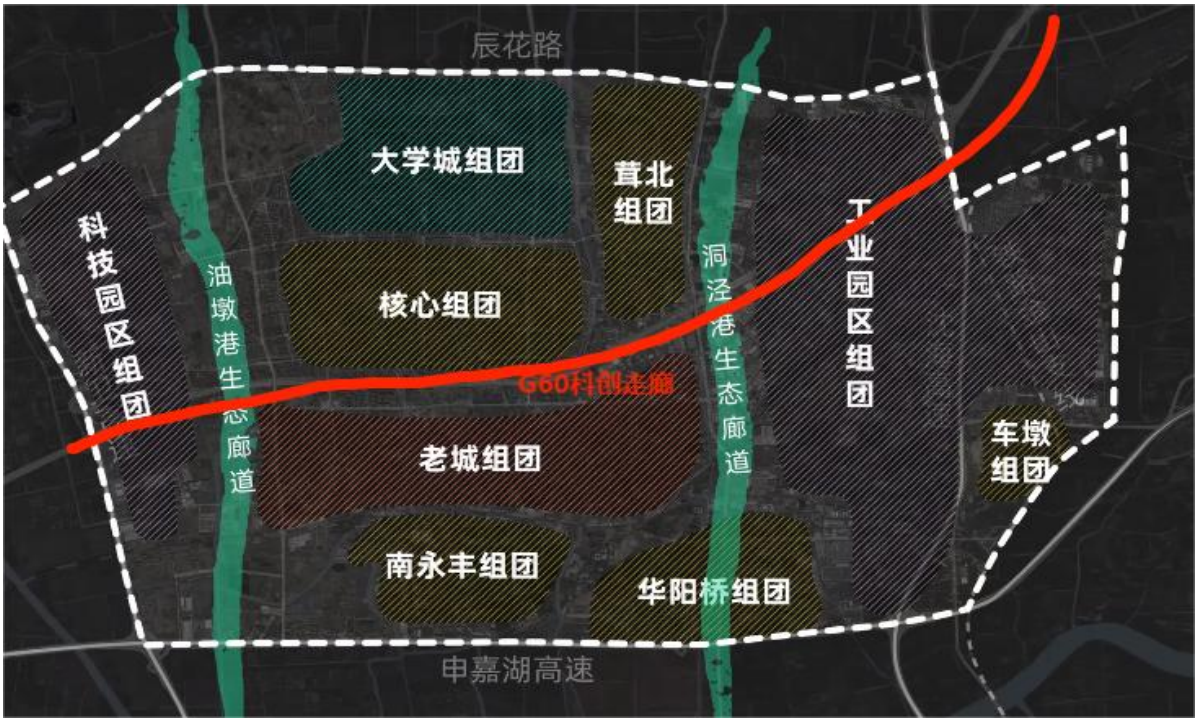 辰花路
大学城组团
茸北
组团
科技园区组团
油墩港生态廊道
洞泾港生态廊道
工业园区组团
核心组团
G60科创走廊
老城组团
车墩
组团
南永丰组团
华阳桥组团
申嘉湖高速